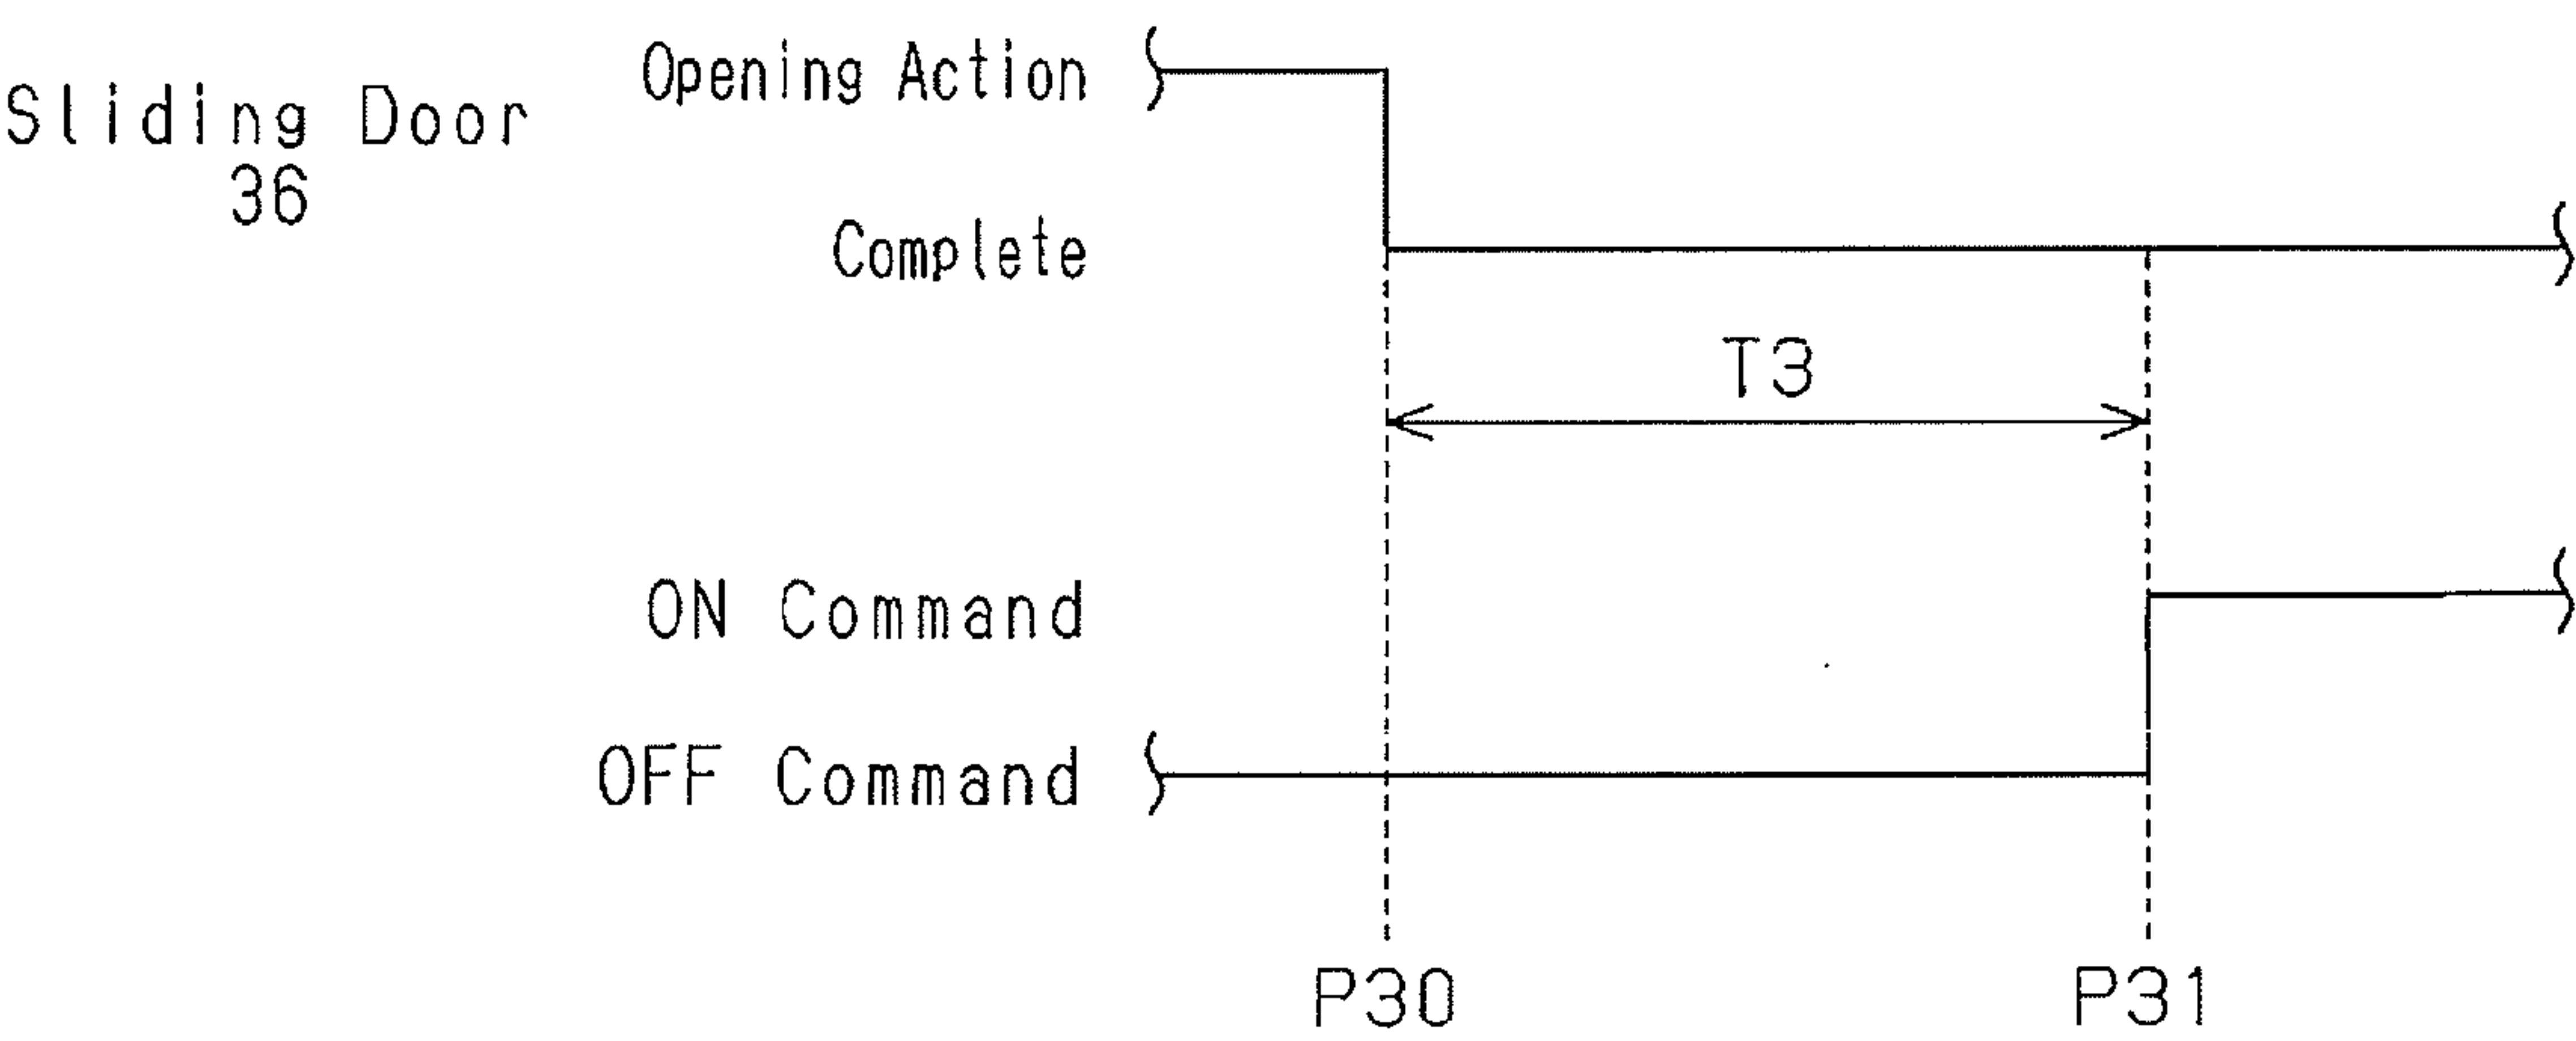 Opening Action
Sliding Door
36
Complete
T3
ON Command
OFF Command
P30 P31